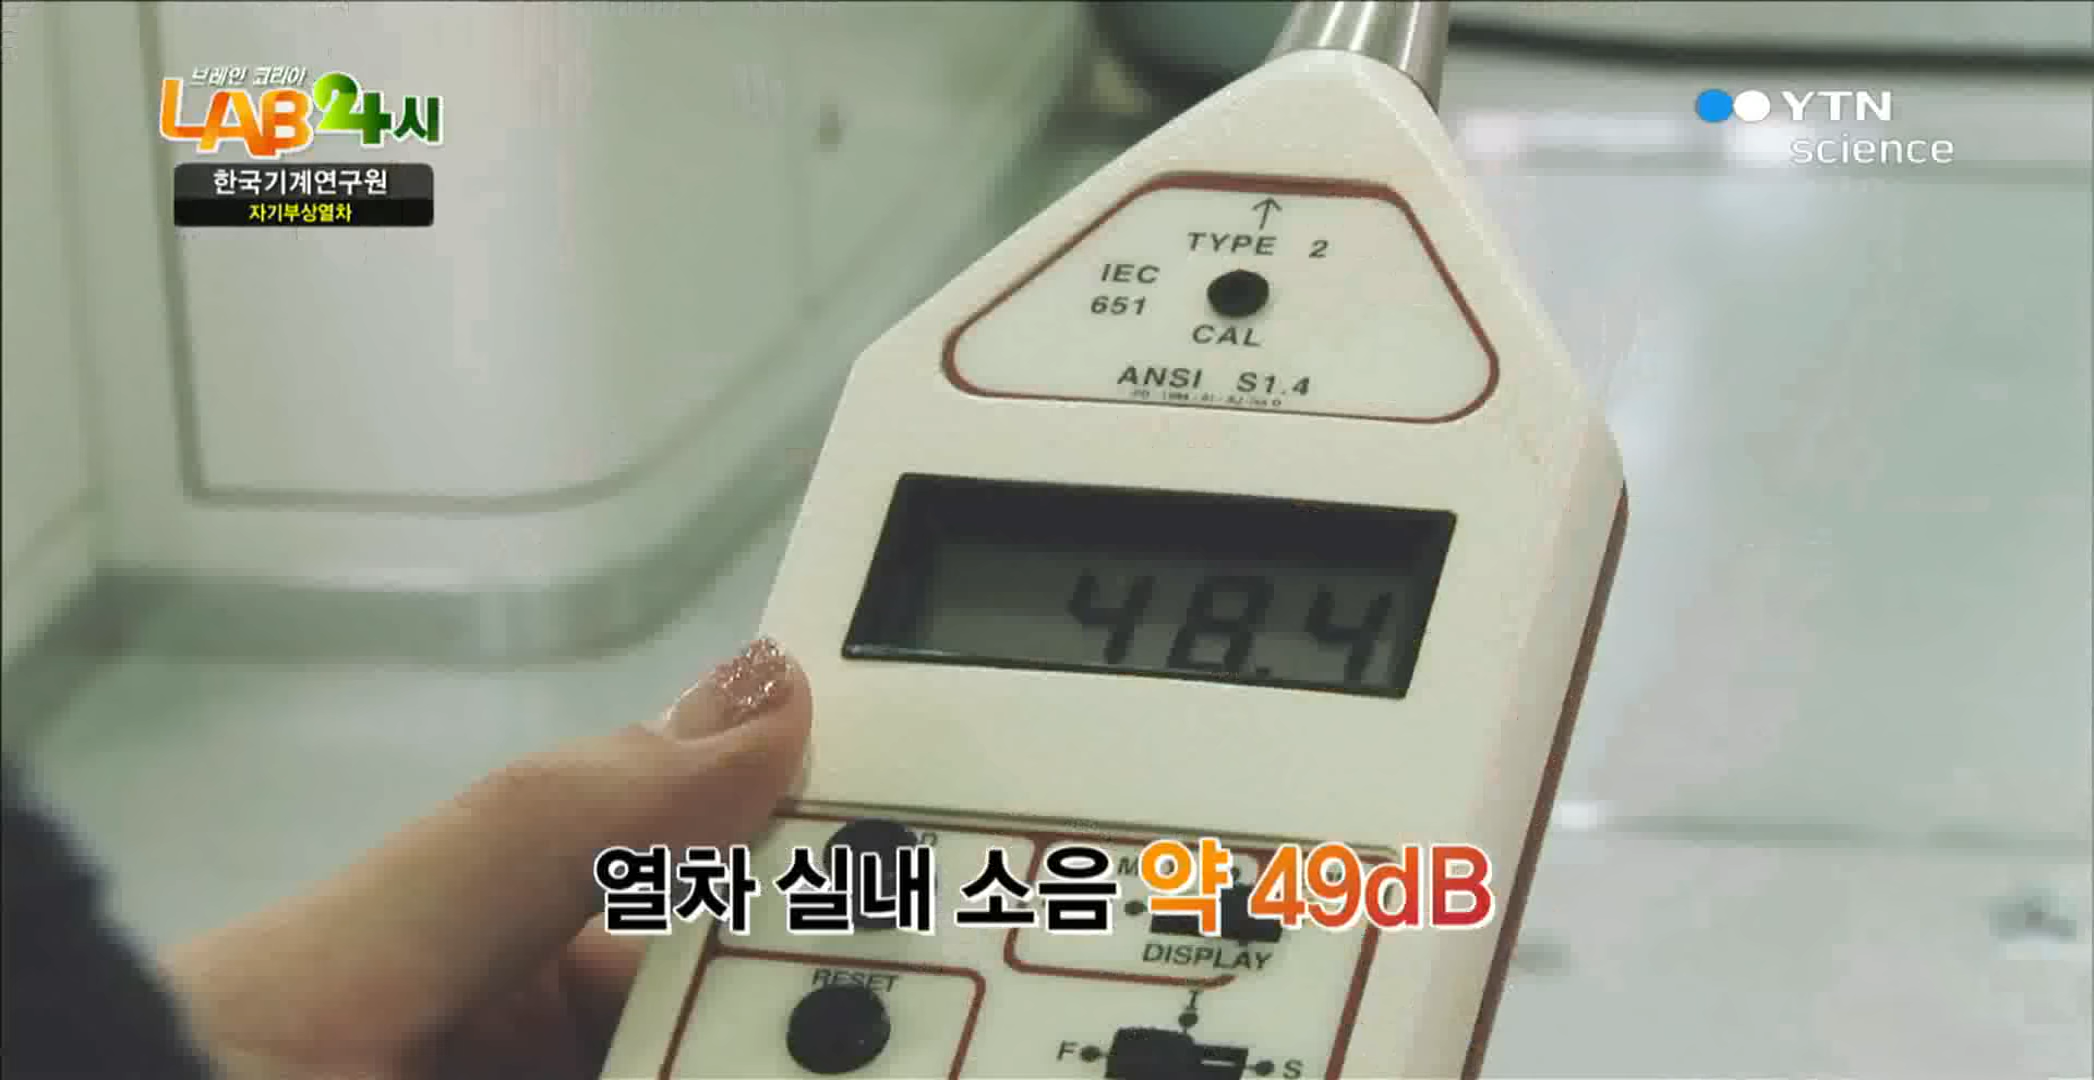 브레인 코리아
LAB 24시
한국기계연구원
자기부상열차
YTN
science
TYPE 2
IEC
651
CAL
ANSI S1.4
48.4
열차 실내 소음 약 49dB
DISPLAY
RESET
I
F
S